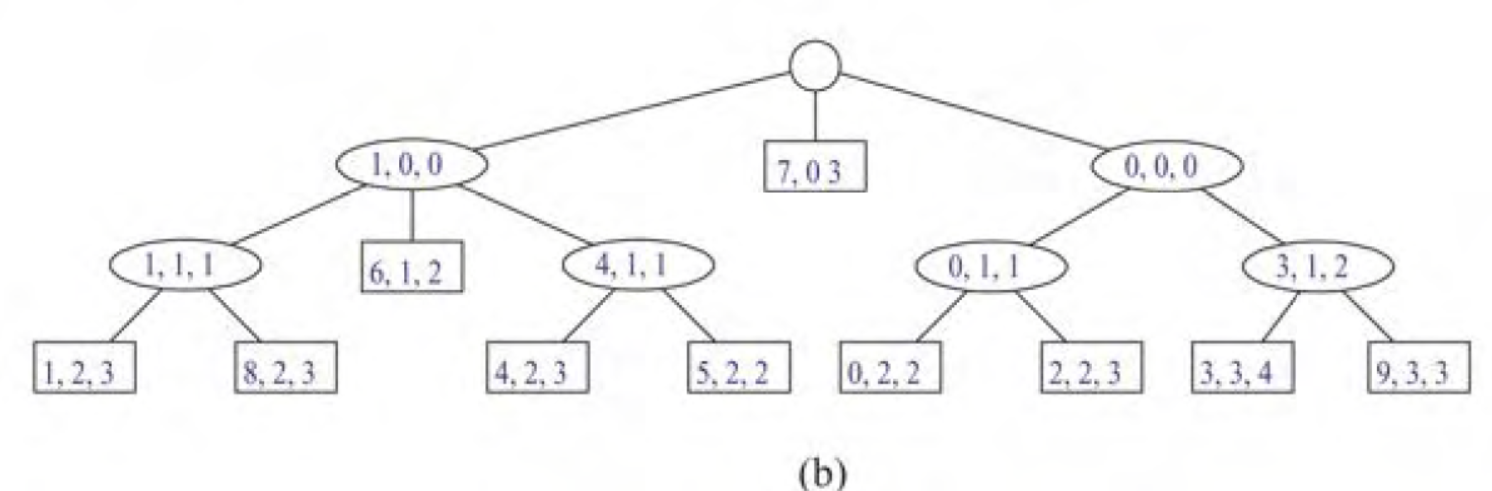 1, 0, 0
7, 0 3
0, 0, 0
1, 1, 1
6, 1, 2
4, 1, 1
0, 1, 1
3, 1, 2
1, 2, 3
8, 2, 3
4, 2, 3
5, 2, 2
0, 2, 2
2, 2, 3
3, 3, 4
9, 3, 3
(b)